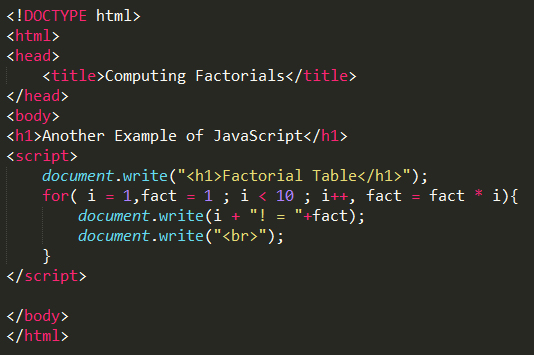 <!DOCTYPE html>
<html>
<head>
    <title>Computing Factorials</title>
</head>
<body>
<h1>Another Example of JavaScript</h1>
<script>
    document.write("<h1>Factorial Table</h1>");
    for( i = 1,fact = 1 ; i < 10 ; i++, fact = fact * i){
        document.write(i + "! = "+fact);
        document.write("<br>");
    }
</script>

</body>
</html>